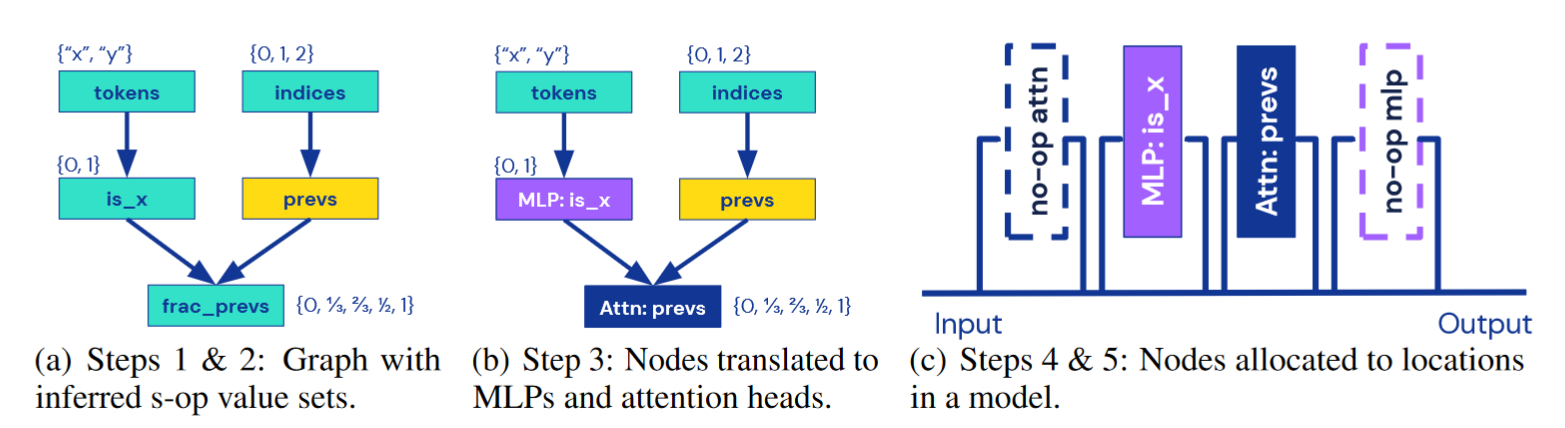 {“x”, “y”}
{0, 1, 2}
tokens
indices
{0, 1}
is_x
prevs
frac_prevs
{0, ⅓, ⅔, ½, 1}
(a) Steps 1 & 2: Graph with
inferred s-op value sets.
{“x”, “y”}
{0, 1, 2}
tokens
indices
{0, 1}
MLP: is_x
prevs
Attn: prevs
{0, ⅓, ⅔, ½, 1}
(b) Step 3: Nodes translated to
MLPs and attention heads.
no-op attn
MLP: is_x
Attn: prevs
no-op mlp
Input
Output
(c) Steps 4 & 5: Nodes allocated to locations
in a model.